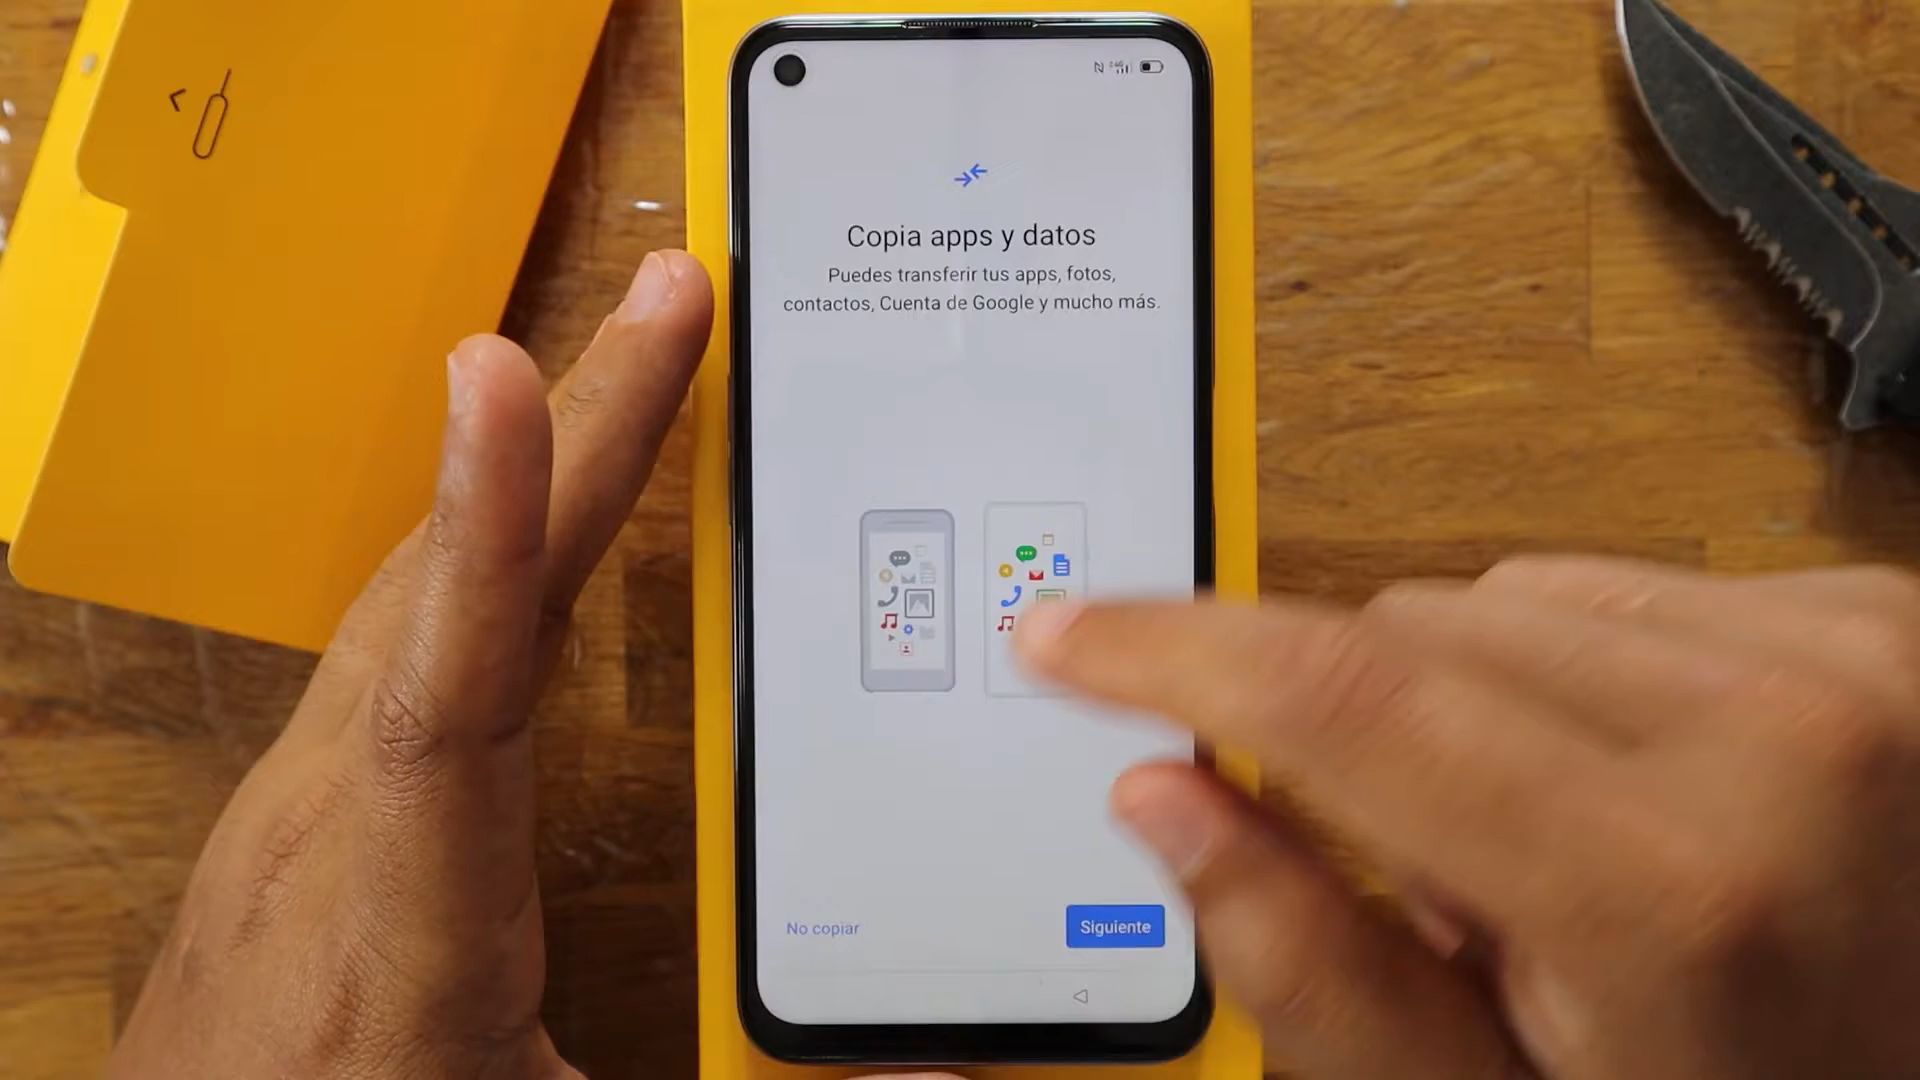 Copia apps y datos
Puedes transferir tus apps, fotos,
contactos, Cuenta de Google y mucho más.
No copiar
Siguiente